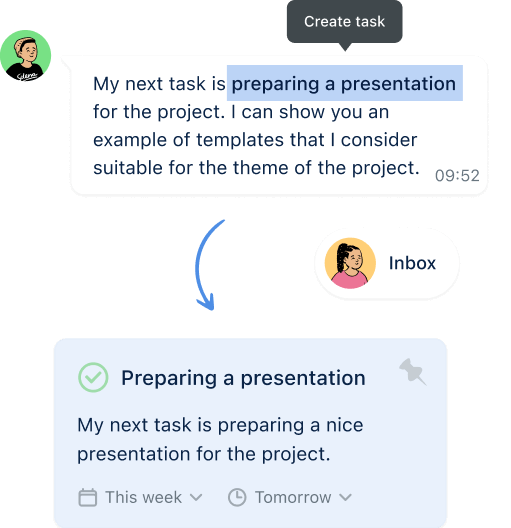 Create task
My next task is preparing a presentation
for the project. I can show you an
example of templates that I consider
suitable for the theme of the project.
09:52
Inbox
Preparing a presentation
My next task is preparing a nice
presentation for the project.
This week
Tomorrow